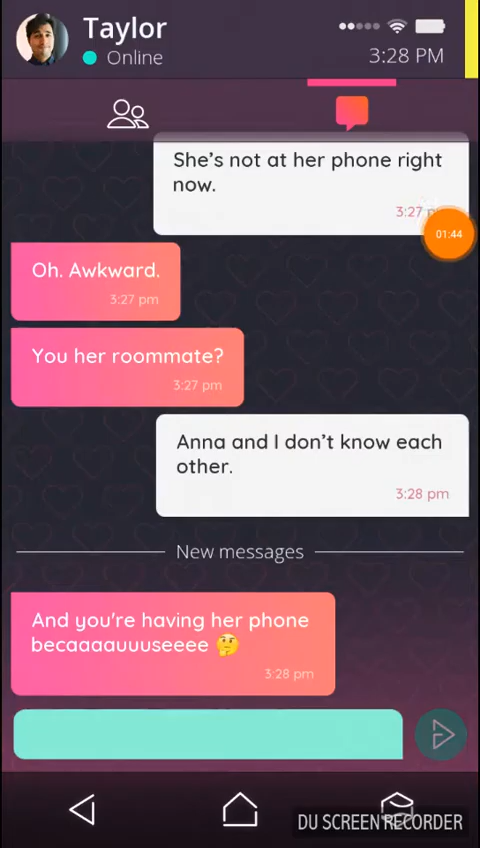 Taylor
Online
3:28 PM
She's not at her phone right
now.
3:27
01:44
Oh. Awkward.
3:27 pm
You her roommate?
3:27 pm
Anna and I don't know each
other.
3:28 pm
New messages
And you're having her phone
becaaaauuuseeee 🤔
3:28 pm
DU SCREEN RECORDER